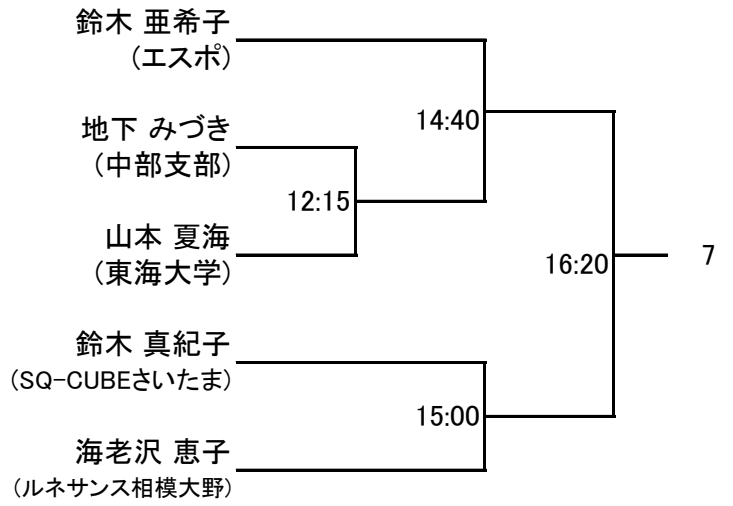 鈴木 亜希子
(エスポ)
14:40
地下 みづき
(中部支部)
12:15
山本 夏海
(東海大学)
16:20
7
鈴木 真紀子
(SQ-CUBEさいたま)
15:00
海老沢 恵子
(ルネサンス相模大野)